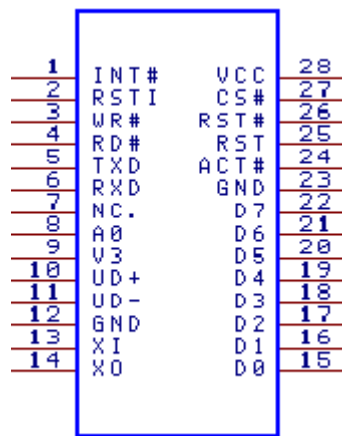 1 INT# VCC 28
2 RSTI CS# 27
3 WR# RST# 26
4 RD# RST 25
5 TXD ACT# 24
6 RXD GND 23
7 NC. D7 22
8 A0 D6 21
9 V3 D5 20
10 UD+ D4 19
11 UD- D3 18
12 GND D2 17
13 XI D1 16
14 XO D0 15